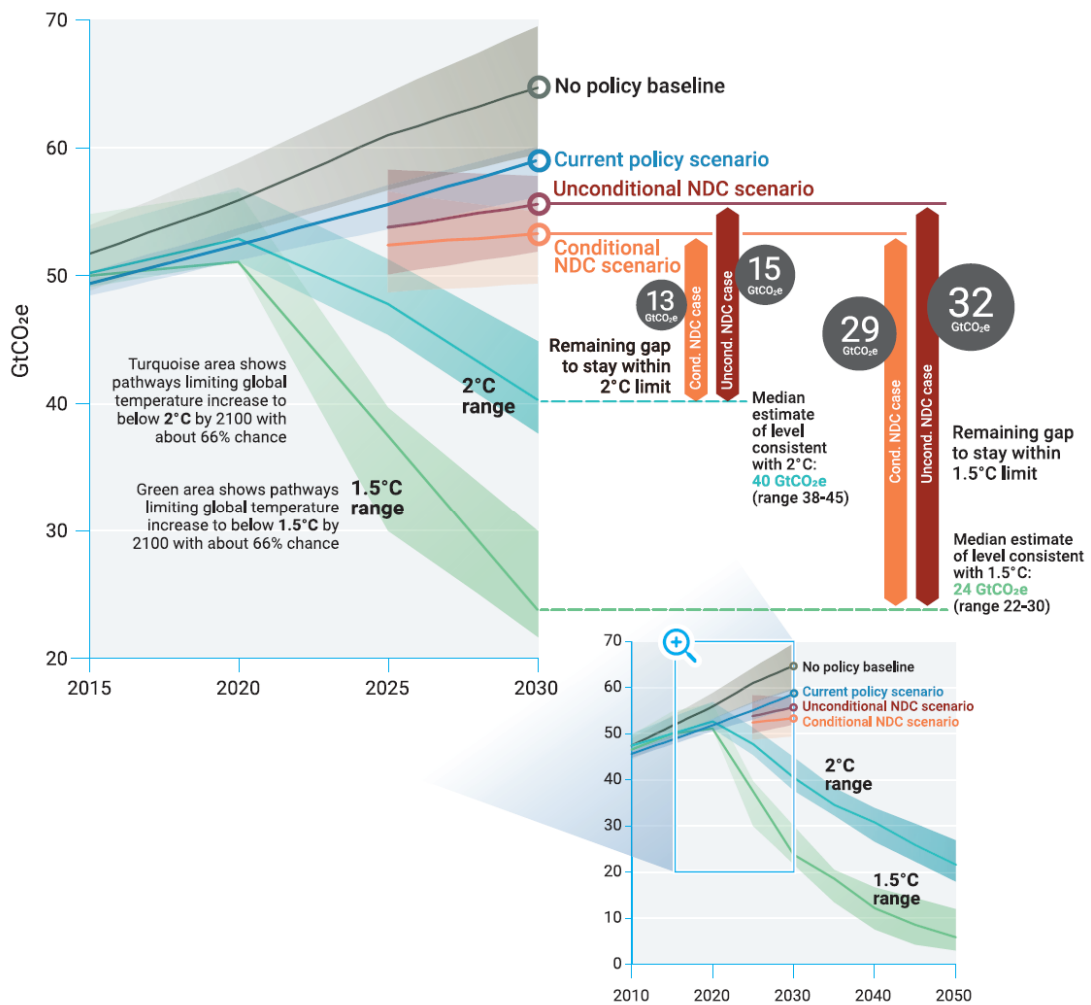 70
60
50
40
30
20
GtCO₂e
2015
2020
2025
2030
No policy baseline
Current policy scenario
Unconditional NDC scenario
Conditional
NDC scenario
Turquoise area shows
pathways limiting global
temperature increase to
below 2°C by 2100 with
about 66% chance
Green area shows pathways
limiting global temperature
increase to below 1.5°C by
2100 with about 66% chance
2°C
range
1.5°C
range
13
GtCO₂e
15
GtCO₂e
Cond. NDC case
Uncond. NDC case
Remaining gap
to stay within
2°C limit
Median
estimate
of level
consistent
with 2°C:
40 GtCO₂e
(range 38-45)
29
GtCO₂e
32
GtCO₂e
Cond. NDC case
Uncond. NDC case
Remaining gap
to stay within
1.5°C limit
Median estimate
of level consistent
with 1.5°C:
24 GtCO₂e
(range 22-30)
70
60
50
40
30
20
10
0
No policy baseline
Current policy scenario
Unconditional NDC scenario
Conditional NDC scenario
2°C
range
1.5°C
range
2010
2020
2030
2040
2050